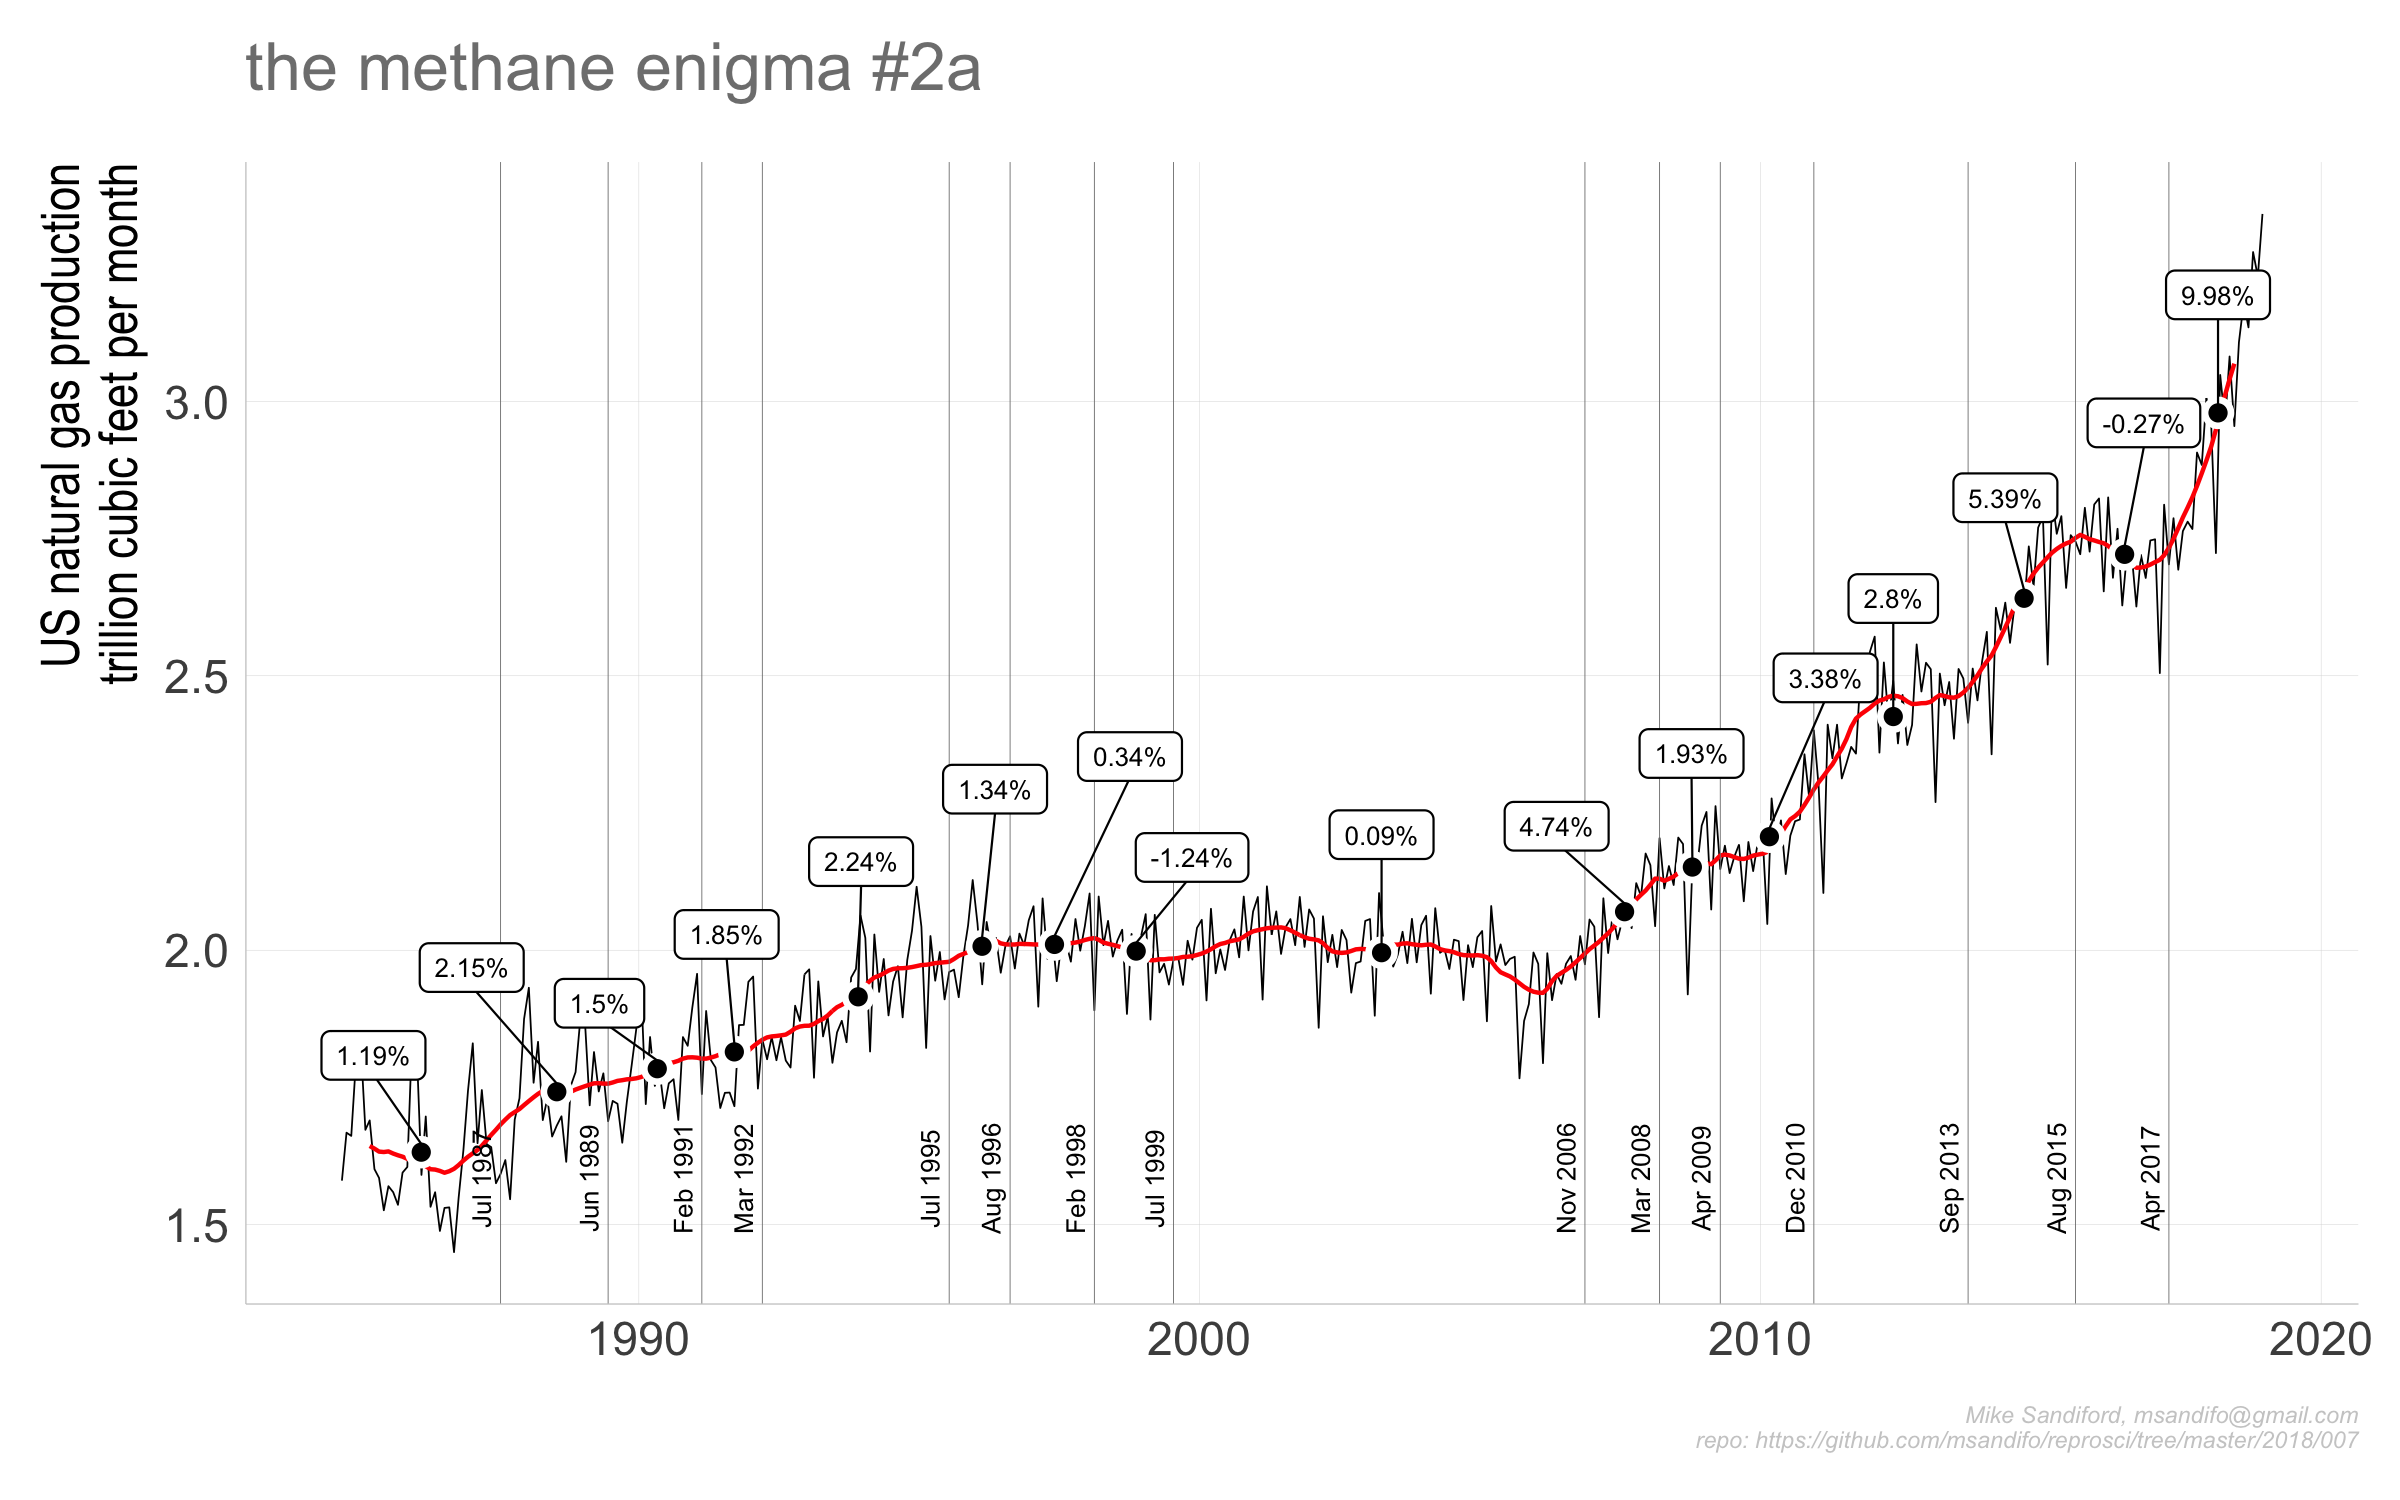 the methane enigma #2a
US natural gas production
trillion cubic feet per month
3.0
2.5
2.0
1.5
1.19%
2.15%
1.5%
1.85%
2.24%
1.34%
0.34%
-1.24%
0.09%
4.74%
1.93%
3.38%
2.8%
5.39%
-0.27%
9.98%
Jul 1987
Jun 1989
Feb 1991
Mar 1992
Jul 1995
Aug 1996
Feb 1998
Jul 1999
Nov 2006
Mar 2008
Apr 2009
Dec 2010
Sep 2013
Aug 2015
Apr 2017
1990
2000
2010
2020
Mike Sandiford, msandifo@gmail.com
repo: https://github.com/msandifo/reprosci/tree/master/2018/007